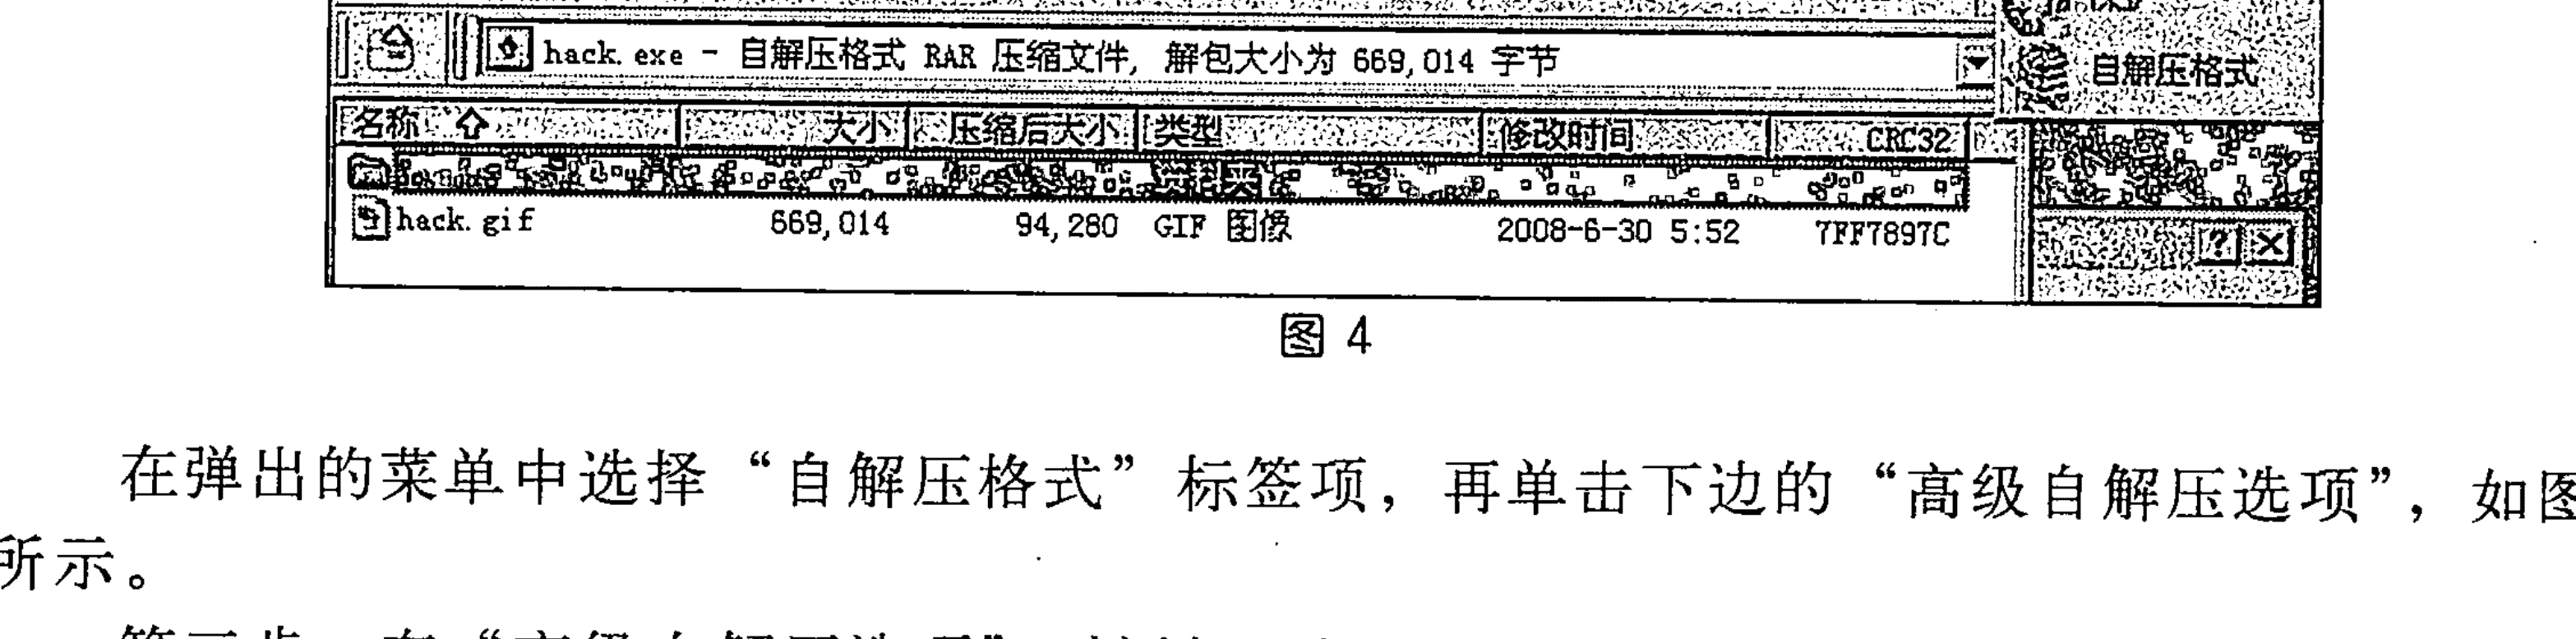 hack.exe - 自解压格式 RAR 压缩文件, 解包大小为 669,014 字节
自解压格式
名称 大小 压缩后大小 类型 修改时间 CRC32
hack.gif 669,014 94,280 GIF 图像 2008-6-30 5:52 7FF7897C
图 4
在弹出的菜单中选择“自解压格式”标签项，再单击下边的“高级自解压选项”，如图
所示。